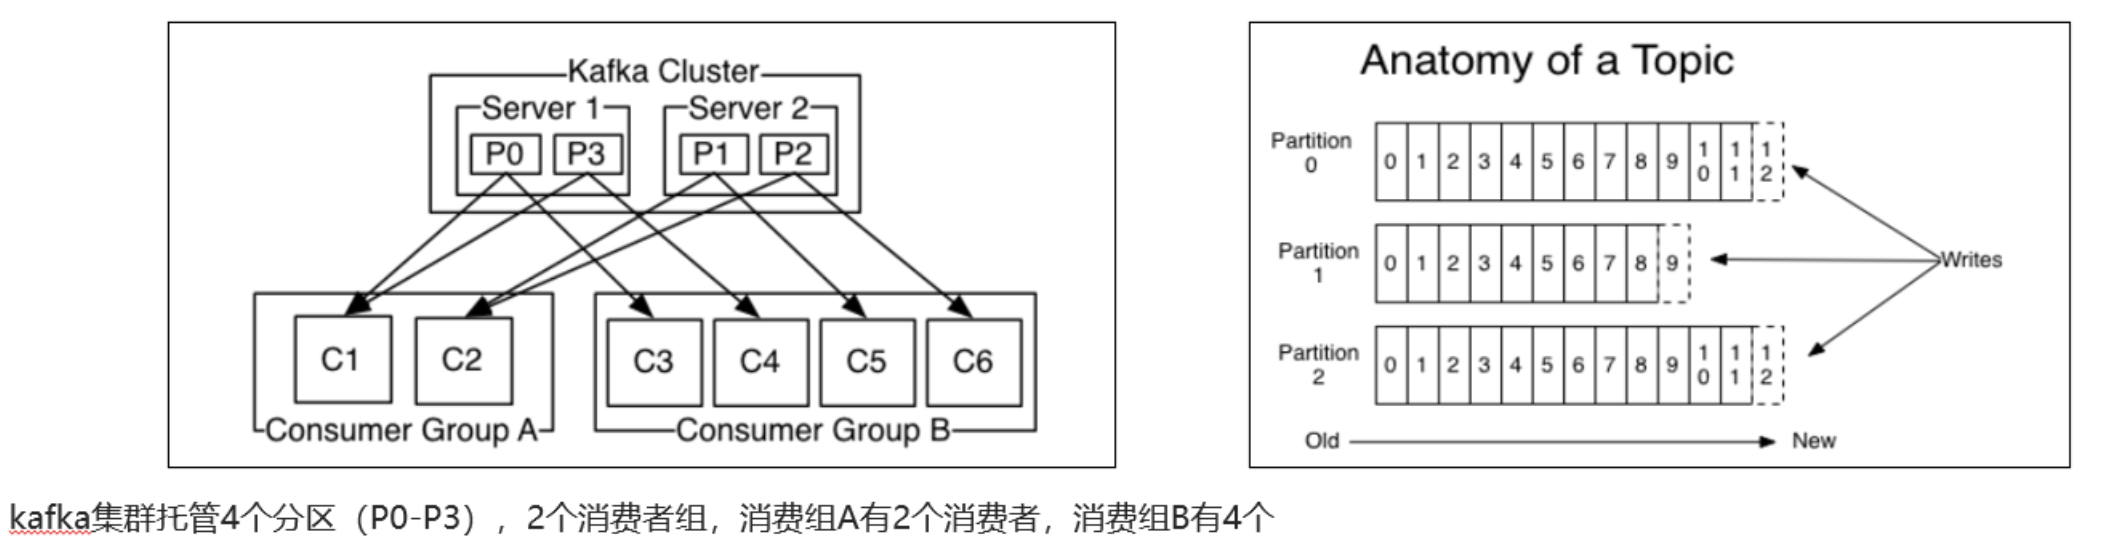 Kafka Cluster
Server 1
Server 2
P0
P3
P1
P2
C1
C2
C3
C4
C5
C6
Consumer Group A
Consumer Group B
Anatomy of a Topic
Partition
0
0 1 2 3 4 5 6 7 8 9 10 11 12
Partition
1
0 1 2 3 4 5 6 7 8 9
Writes
Partition
2
0 1 2 3 4 5 6 7 8 9 10 11 12
Old
New
kafka集群托管4个分区（P0-P3），2个消费者组，消费组A有2个消费者，消费组B有4个